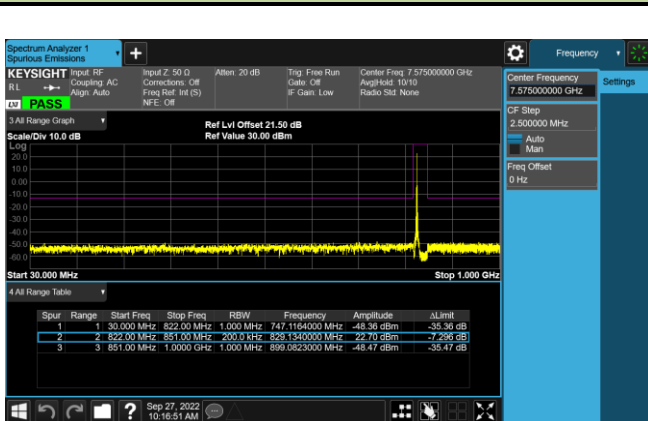 Spectrum Analyzer 1
Spurious Emissions
Frequency
KEYSIGHT
R L
LXI
PASS
Input: RF
Coupling: AC
Align: Auto
Input Z: 50 Ω
Corrections: Off
Freq Ref: Int (S)
NFE: Off
Atten: 20 dB
Trig: Free Run
Gate: Off
IF Gain: Low
Center Freq: 7.575000000 GHz
Avg|Hold: 10/10
Radio Std: None
Center Frequency
7.575000000 GHz
Settings
CF Step
2.500000 MHz
Auto
Man
Freq Offset
0 Hz
3 All Range Graph
Scale/Div 10.0 dB
Ref Lvl Offset 21.50 dB
Ref Value 30.00 dBm
Log
20.0
10.0
0.00
-10.0
-20.0
-30.0
-40.0
-50.0
-60.0
Start 30.000 MHz
Stop 1.000 GHz
4 All Range Table
Spur Range Start Freq Stop Freq RBW Frequency Amplitude ΔLimit
1 1 30.000 MHz 822.00 MHz 1.000 MHz 747.1164000 MHz -48.36 dBm -35.36 dB
2 2 822.00 MHz 851.00 MHz 200.0 kHz 829.1340000 MHz 22.70 dBm -7.296 dB
3 3 851.00 MHz 1.0000 GHz 1.000 MHz 899.0823000 MHz -48.47 dBm -35.47 dB
?
Sep 27, 2022
10:16:51 AM